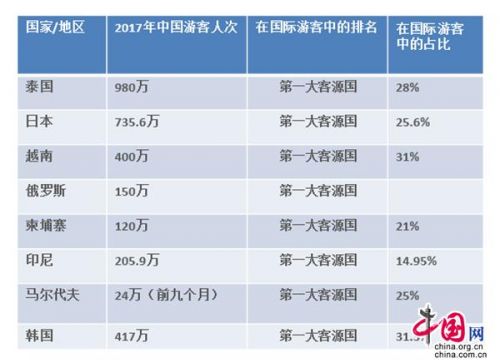 国家/地区 2017年中国游客人次 在国际游客中的排名 在国际游客
中的占比
泰国 980万 第一大客源国 28%
日本 735.6万 第一大客源国 25.6%
越南 400万 第一大客源国 31%
俄罗斯 150万 第一大客源国
柬埔寨 120万 第一大客源国 21%
印尼 205.9万 第一大客源国 14.95%
马尔代夫 24万（前九个月） 第一大客源国 25%
韩国 417万 第一大客源国
中国网
china.org.cn
china.com.cn